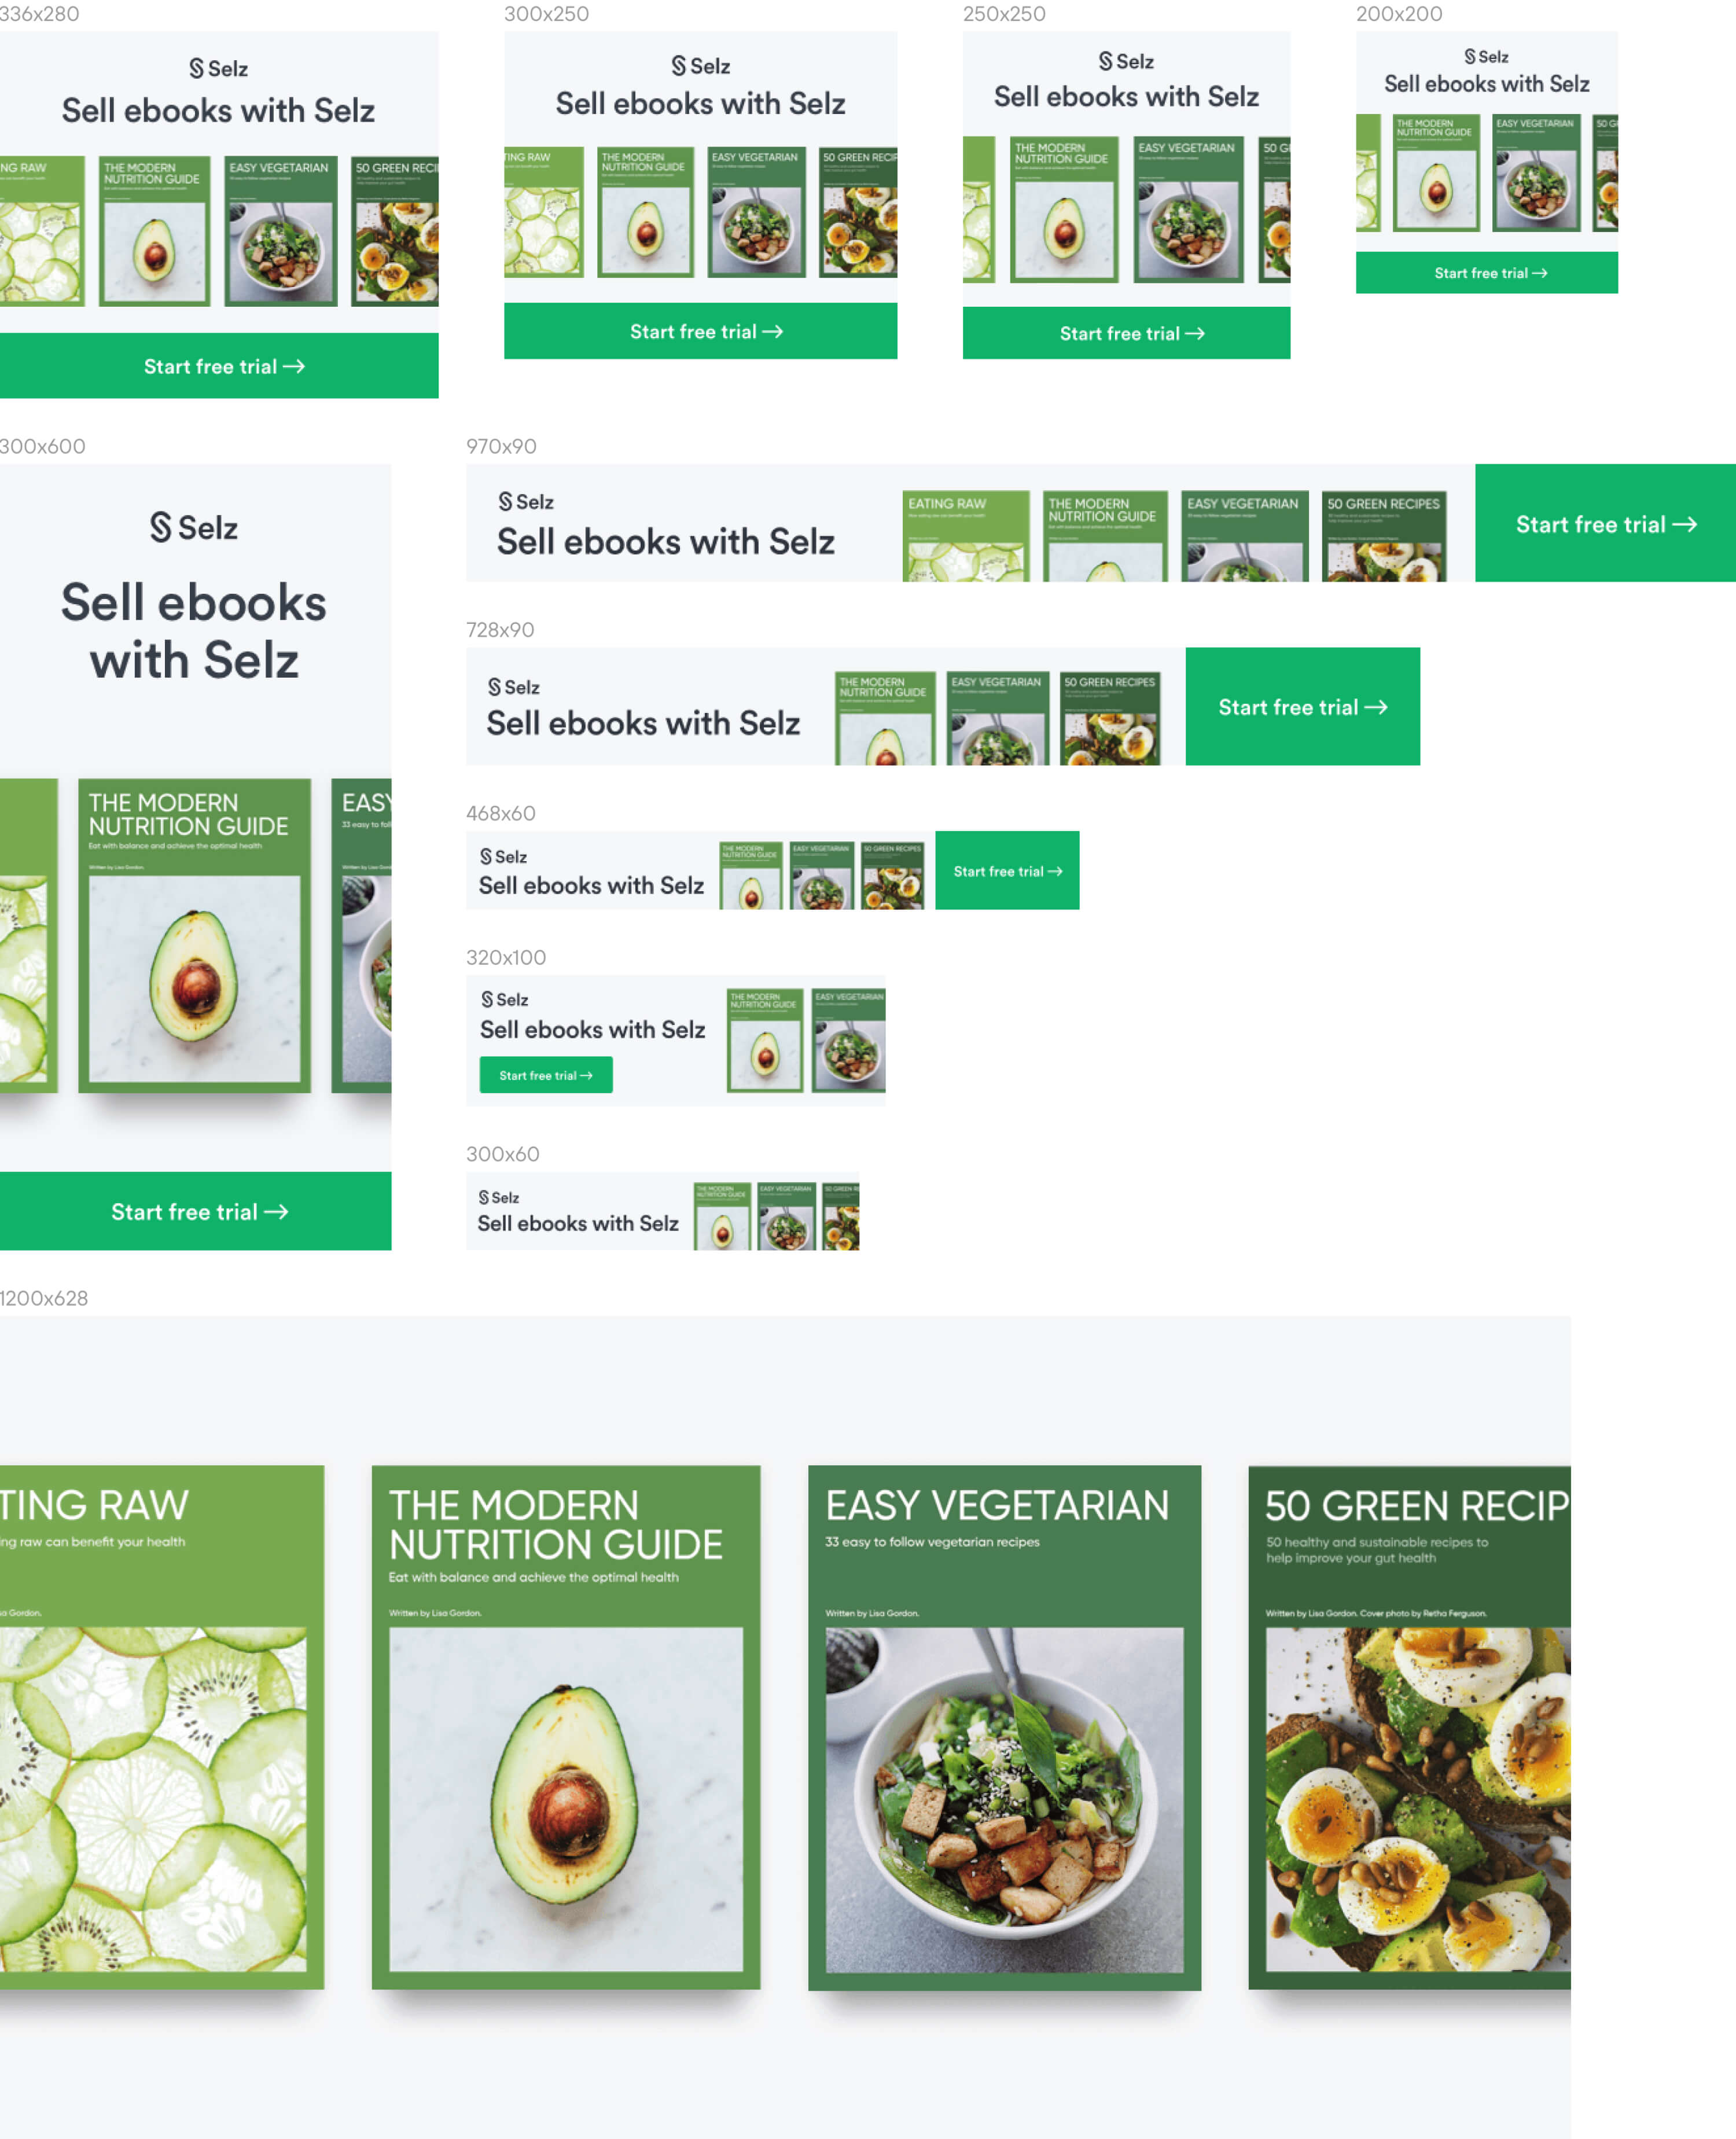 336x280
Selz
Sell ebooks with Selz
NG RAW
THE MODERN
NUTRITION GUIDE
EASY VEGETARIAN
50 GREEN RECI
Start free trial →
300x250
Selz
Sell ebooks with Selz
TING RAW
THE MODERN
NUTRITION GUIDE
EASY VEGETARIAN
50 GREEN RECIP
Start free trial →
250x250
Selz
Sell ebooks with Selz
THE MODERN
NUTRITION GUIDE
EASY VEGETARIAN
50 G
Start free trial →
200x200
Selz
Sell ebooks with Selz
THE MODERN
NUTRITION GUIDE
EASY VEGETARIAN
50 G
Start free trial →
300x600
Selz
Sell ebooks
with Selz
THE MODERN
NUTRITION GUIDE
Eat with balance and achieve the optimal health
Written by Lisa Gordon.
EASY
33 easy to foll
Written by Lisa Gord
Start free trial →
970x90
Selz
Sell ebooks with Selz
EATING RAW
THE MODERN
NUTRITION GUIDE
EASY VEGETARIAN
50 GREEN RECIPES
Start free trial →
728x90
Selz
Sell ebooks with Selz
THE MODERN
NUTRITION GUIDE
EASY VEGETARIAN
50 GREEN RECIPES
Start free trial →
468x60
Selz
Sell ebooks with Selz
THE MODERN
NUTRITION GUIDE
EASY VEGETARIAN
50 GREEN RECIPES
Start free trial →
320x100
Selz
Sell ebooks with Selz
Start free trial →
THE MODERN
NUTRITION GUIDE
EASY VEGETARIAN
300x60
Selz
Sell ebooks with Selz
THE MODERN
NUTRITION GUIDE
EASY VEGETARIAN
50 GREEN RE
1200x628
TING RAW
ing raw can benefit your health
sa Gordon.
THE MODERN
NUTRITION GUIDE
Eat with balance and achieve the optimal health
Written by Lisa Gordon.
EASY VEGETARIAN
33 easy to follow vegetarian recipes
Written by Lisa Gordon.
50 GREEN RECIP
50 healthy and sustainable recipes to
help improve your gut health
Written by Lisa Gordon. Cover photo by Retha Ferguson.